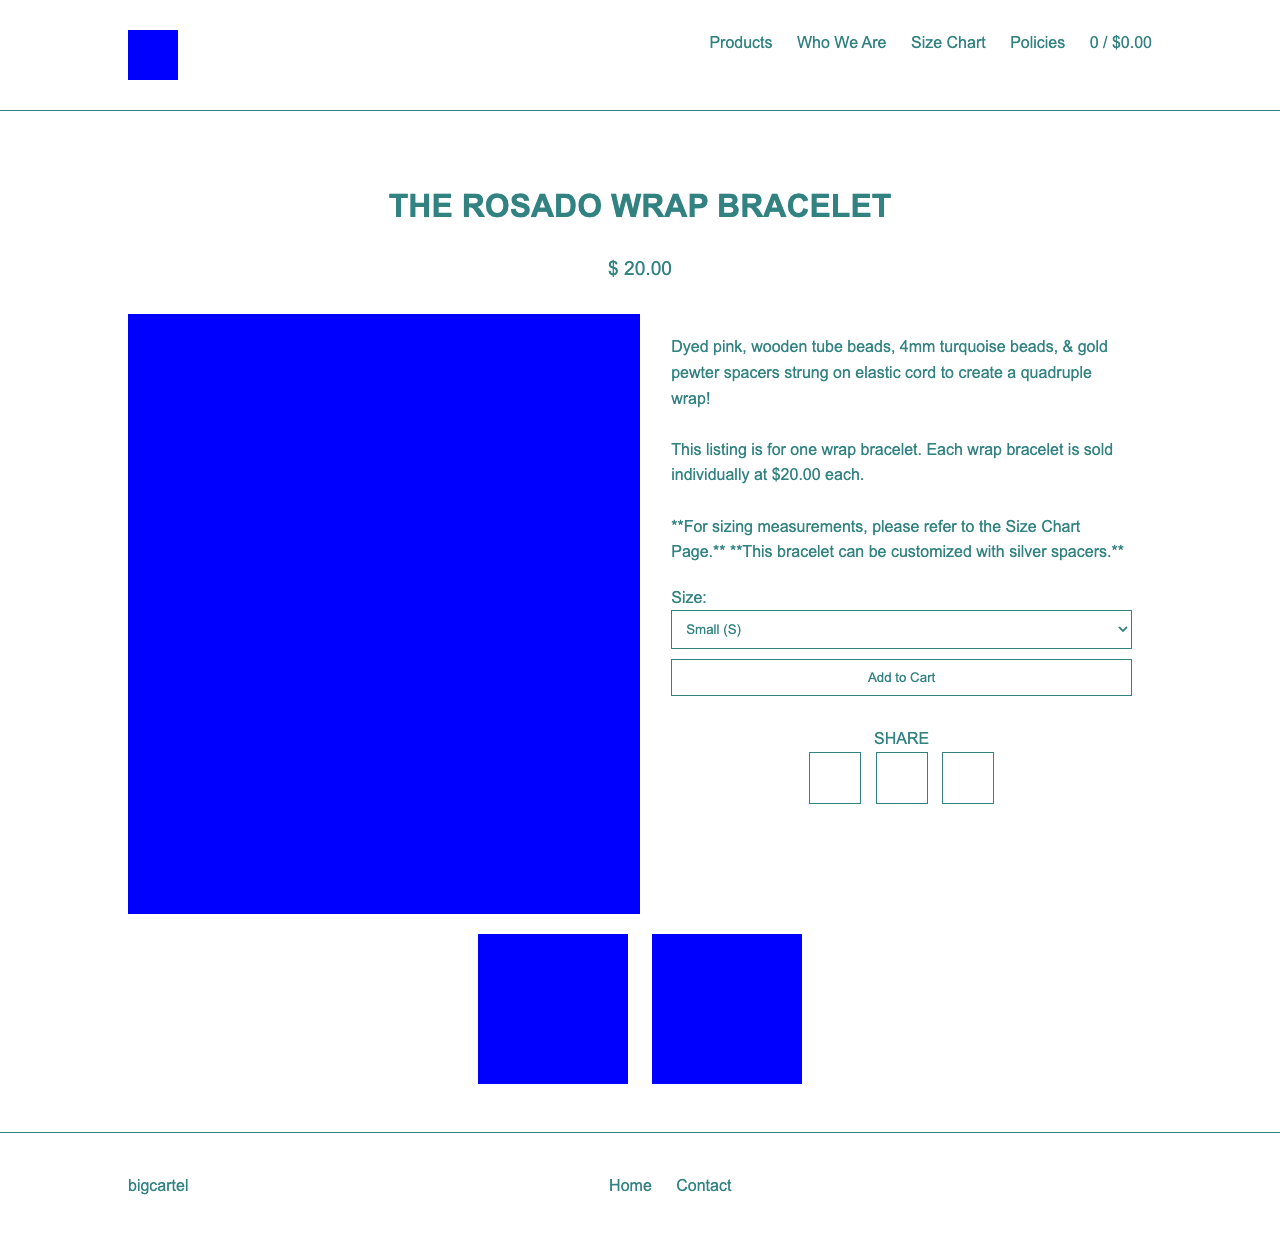 Products Who We Are Size Chart Policies 0 / $0.00
THE ROSADO WRAP BRACELET
$ 20.00
Dyed pink, wooden tube beads, 4mm turquoise beads, & gold
pewter spacers strung on elastic cord to create a quadruple
wrap!
This listing is for one wrap bracelet. Each wrap bracelet is sold
individually at $20.00 each.
**For sizing measurements, please refer to the Size Chart
Page.** **This bracelet can be customized with silver spacers.**
Size:
Small (S)
Add to Cart
SHARE
bigcartel Home Contact